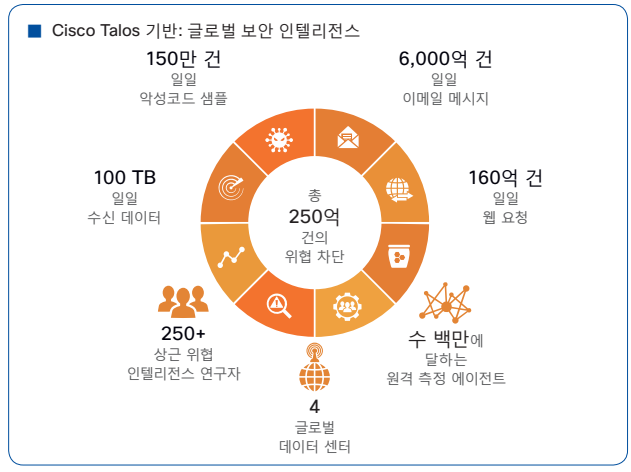 Cisco Talos 기반: 글로벌 보안 인텔리전스
150만 건
일일
악성코드 샘플
6,000억 건
일일
이메일 메시지
100 TB
일일
수신 데이터
총
250억
건의
위협 차단
160억 건
일일
웹 요청
250+
상근 위협
인텔리전스 연구자
4
글로벌
데이터 센터
수 백만에
달하는
원격 측정 에이전트